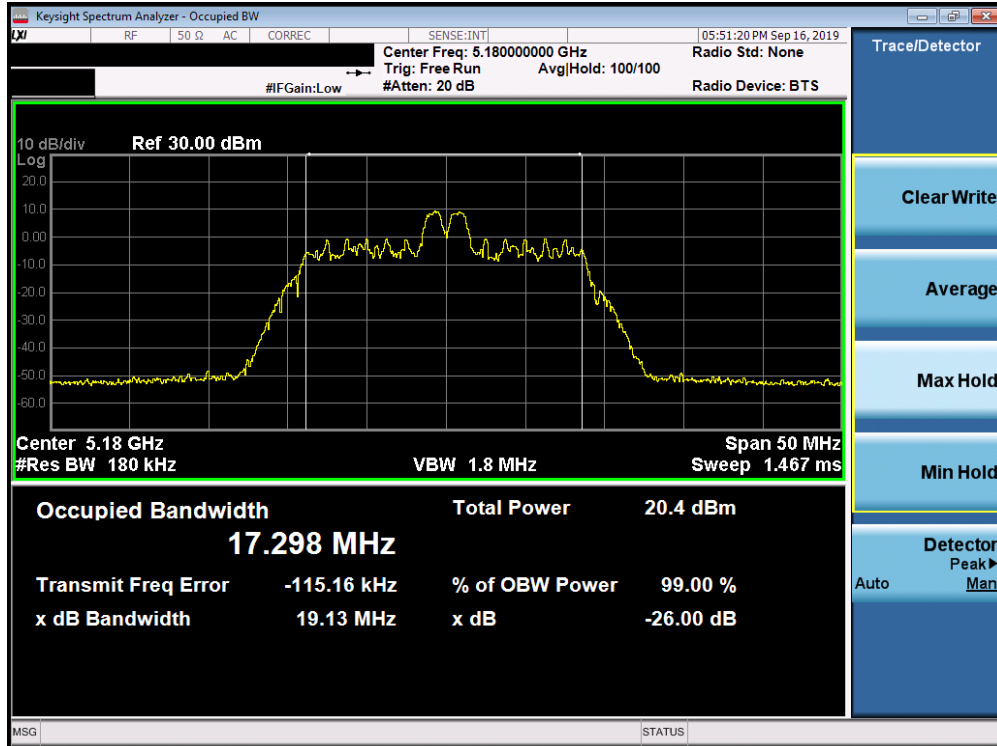 Keysight Spectrum Analyzer - Occupied BW
LXI RF 50 Ω AC CORREC SENSE:INT 05:51:20 PM Sep 16, 2019
Center Freq: 5.180000000 GHz Radio Std: None
Trig: Free Run Avg|Hold: 100/100
#IFGain:Low #Atten: 20 dB Radio Device: BTS
10 dB/div Ref 30.00 dBm
Log
20.0
10.0
0.00
-10.0
-20.0
-30.0
-40.0
-50.0
-60.0
Center 5.18 GHz Span 50 MHz
#Res BW 180 kHz VBW 1.8 MHz Sweep 1.467 ms
Occupied Bandwidth Total Power 20.4 dBm
17.298 MHz
Transmit Freq Error -115.16 kHz % of OBW Power 99.00 %
x dB Bandwidth 19.13 MHz x dB -26.00 dB
MSG STATUS
Trace/Detector
Clear Write
Average
Max Hold
Min Hold
Detector
Peak▶
Auto Man